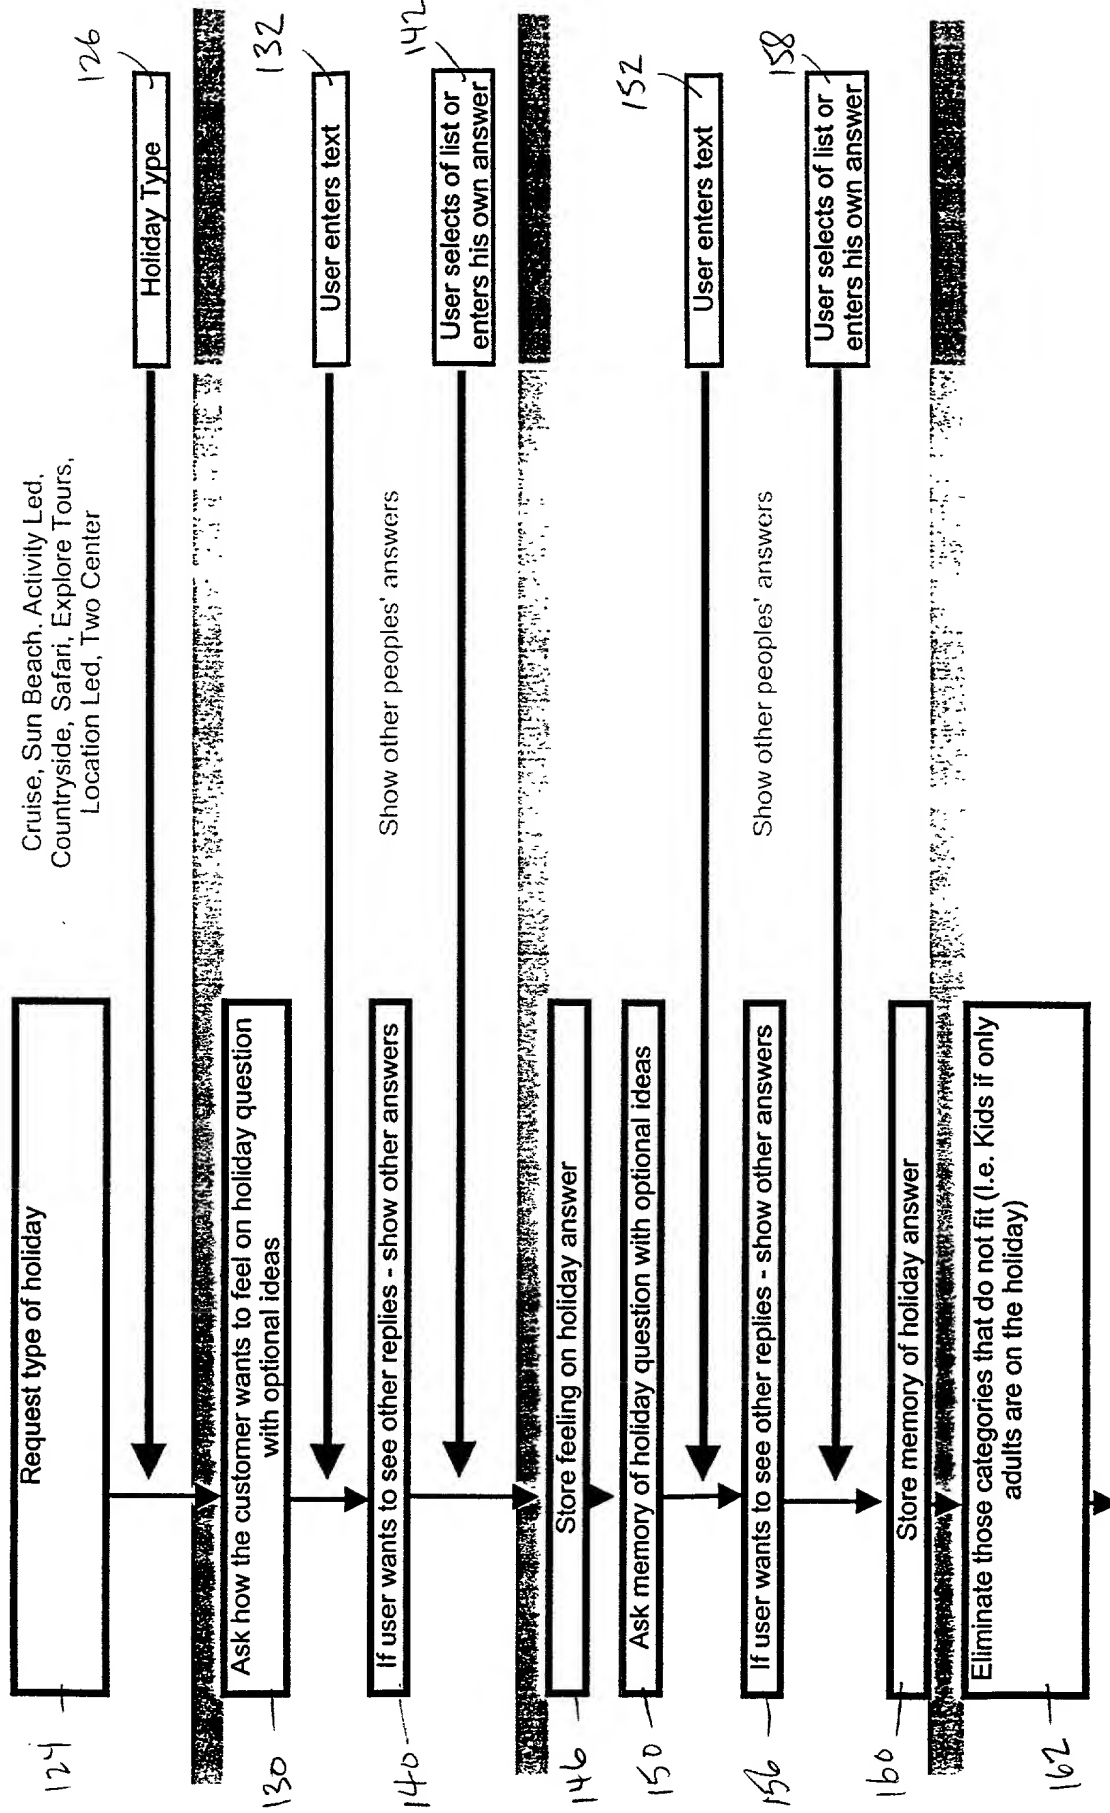 124
Request type of holiday
Cruise, Sun Beach. Activity Led,
Countryside, Safari, Explore Tours,
Location Led, Two Center
Holiday Type
126
130
Ask how the customer wants to feel on holiday question
with optional ideas
User enters text
132
140
If user wants to see other replies - show other answers
Show other peoples' answers
User selects of list or
enters his own answer
142
146
Store feeling on holiday answer
150
Ask memory of holiday question with optional ideas
User enters text
152
156
If user wants to see other replies - show other answers
Show other peoples' answers
User selects of list or
enters his own answer
158
160
Store memory of holiday answer
162
Eliminate those categories that do not fit (I.e. Kids if only
adults are on the holiday)